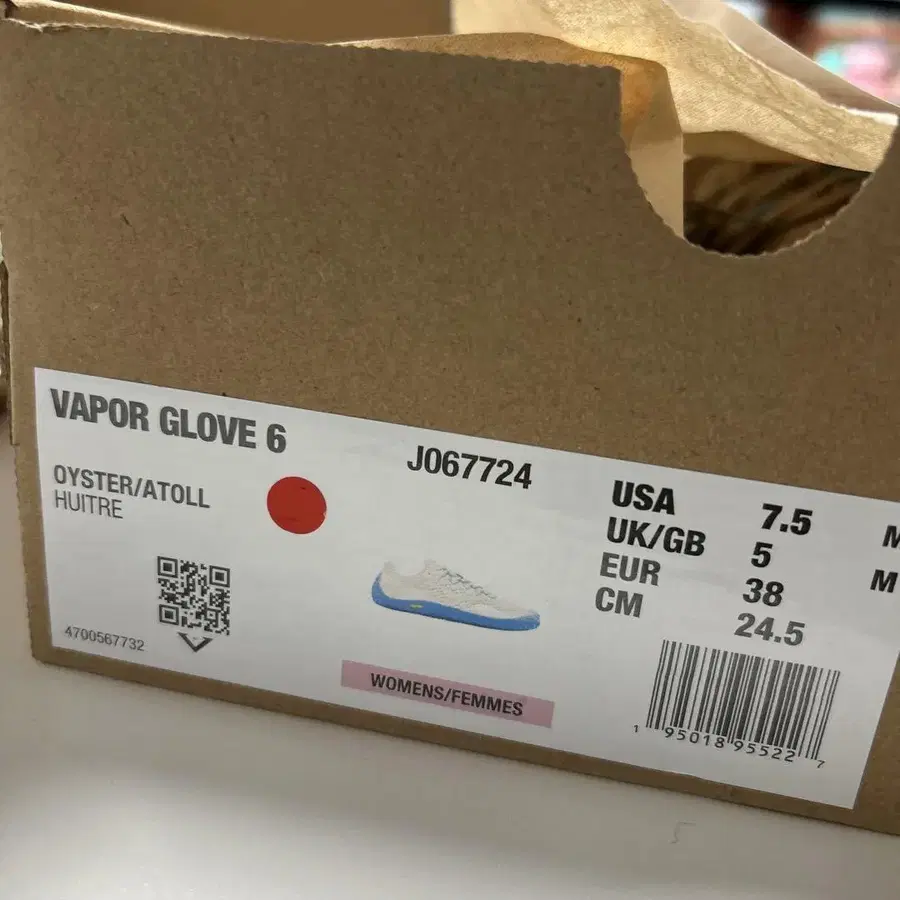 VAPOR GLOVE 6
OYSTER/ATOLL
HUITRE
4700567732
J067724
WOMENS/FEMMES
USA 7.5 M
UK/GB 5 M
EUR 38
CM 24.5
1 95018 95522 7